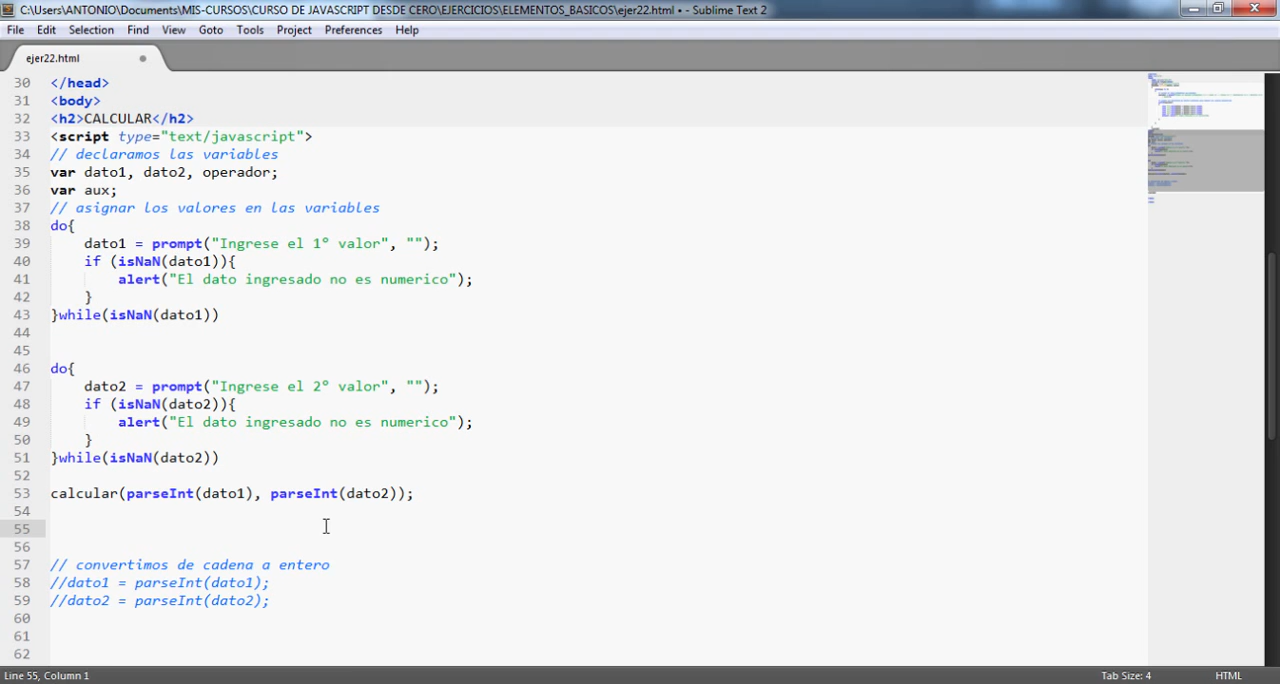 C:\Users\ANTONIO\Documents\MIS-CURSOS\CURSO DE JAVASCRIPT DESDE CERO\EJERCICIOS\ELEMENTOS_BASICOS\ejer22.html • - Sublime Text 2
File Edit Selection Find View Goto Tools Project Preferences Help
ejer22.html
30 </head>
31 <body>
32 <h2>CALCULAR</h2>
33 <script type="text/javascript">
34 // declaramos las variables
35 var dato1, dato2, operador;
36 var aux;
37 // asignar los valores en las variables
38 do{
39 dato1 = prompt("Ingrese el 1° valor", "");
40 if (isNaN(dato1)){
41 alert("El dato ingresado no es numerico");
42 }
43 }while(isNaN(dato1))
44
45
46 do{
47 dato2 = prompt("Ingrese el 2° valor", "");
48 if (isNaN(dato2)){
49 alert("El dato ingresado no es numerico");
50 }
51 }while(isNaN(dato2))
52
53 calcular(parseInt(dato1), parseInt(dato2));
54
55
56
57 // convertimos de cadena a entero
58 //dato1 = parseInt(dato1);
59 //dato2 = parseInt(dato2);
60
61
62
Line 55, Column 1 Tab Size: 4 HTML